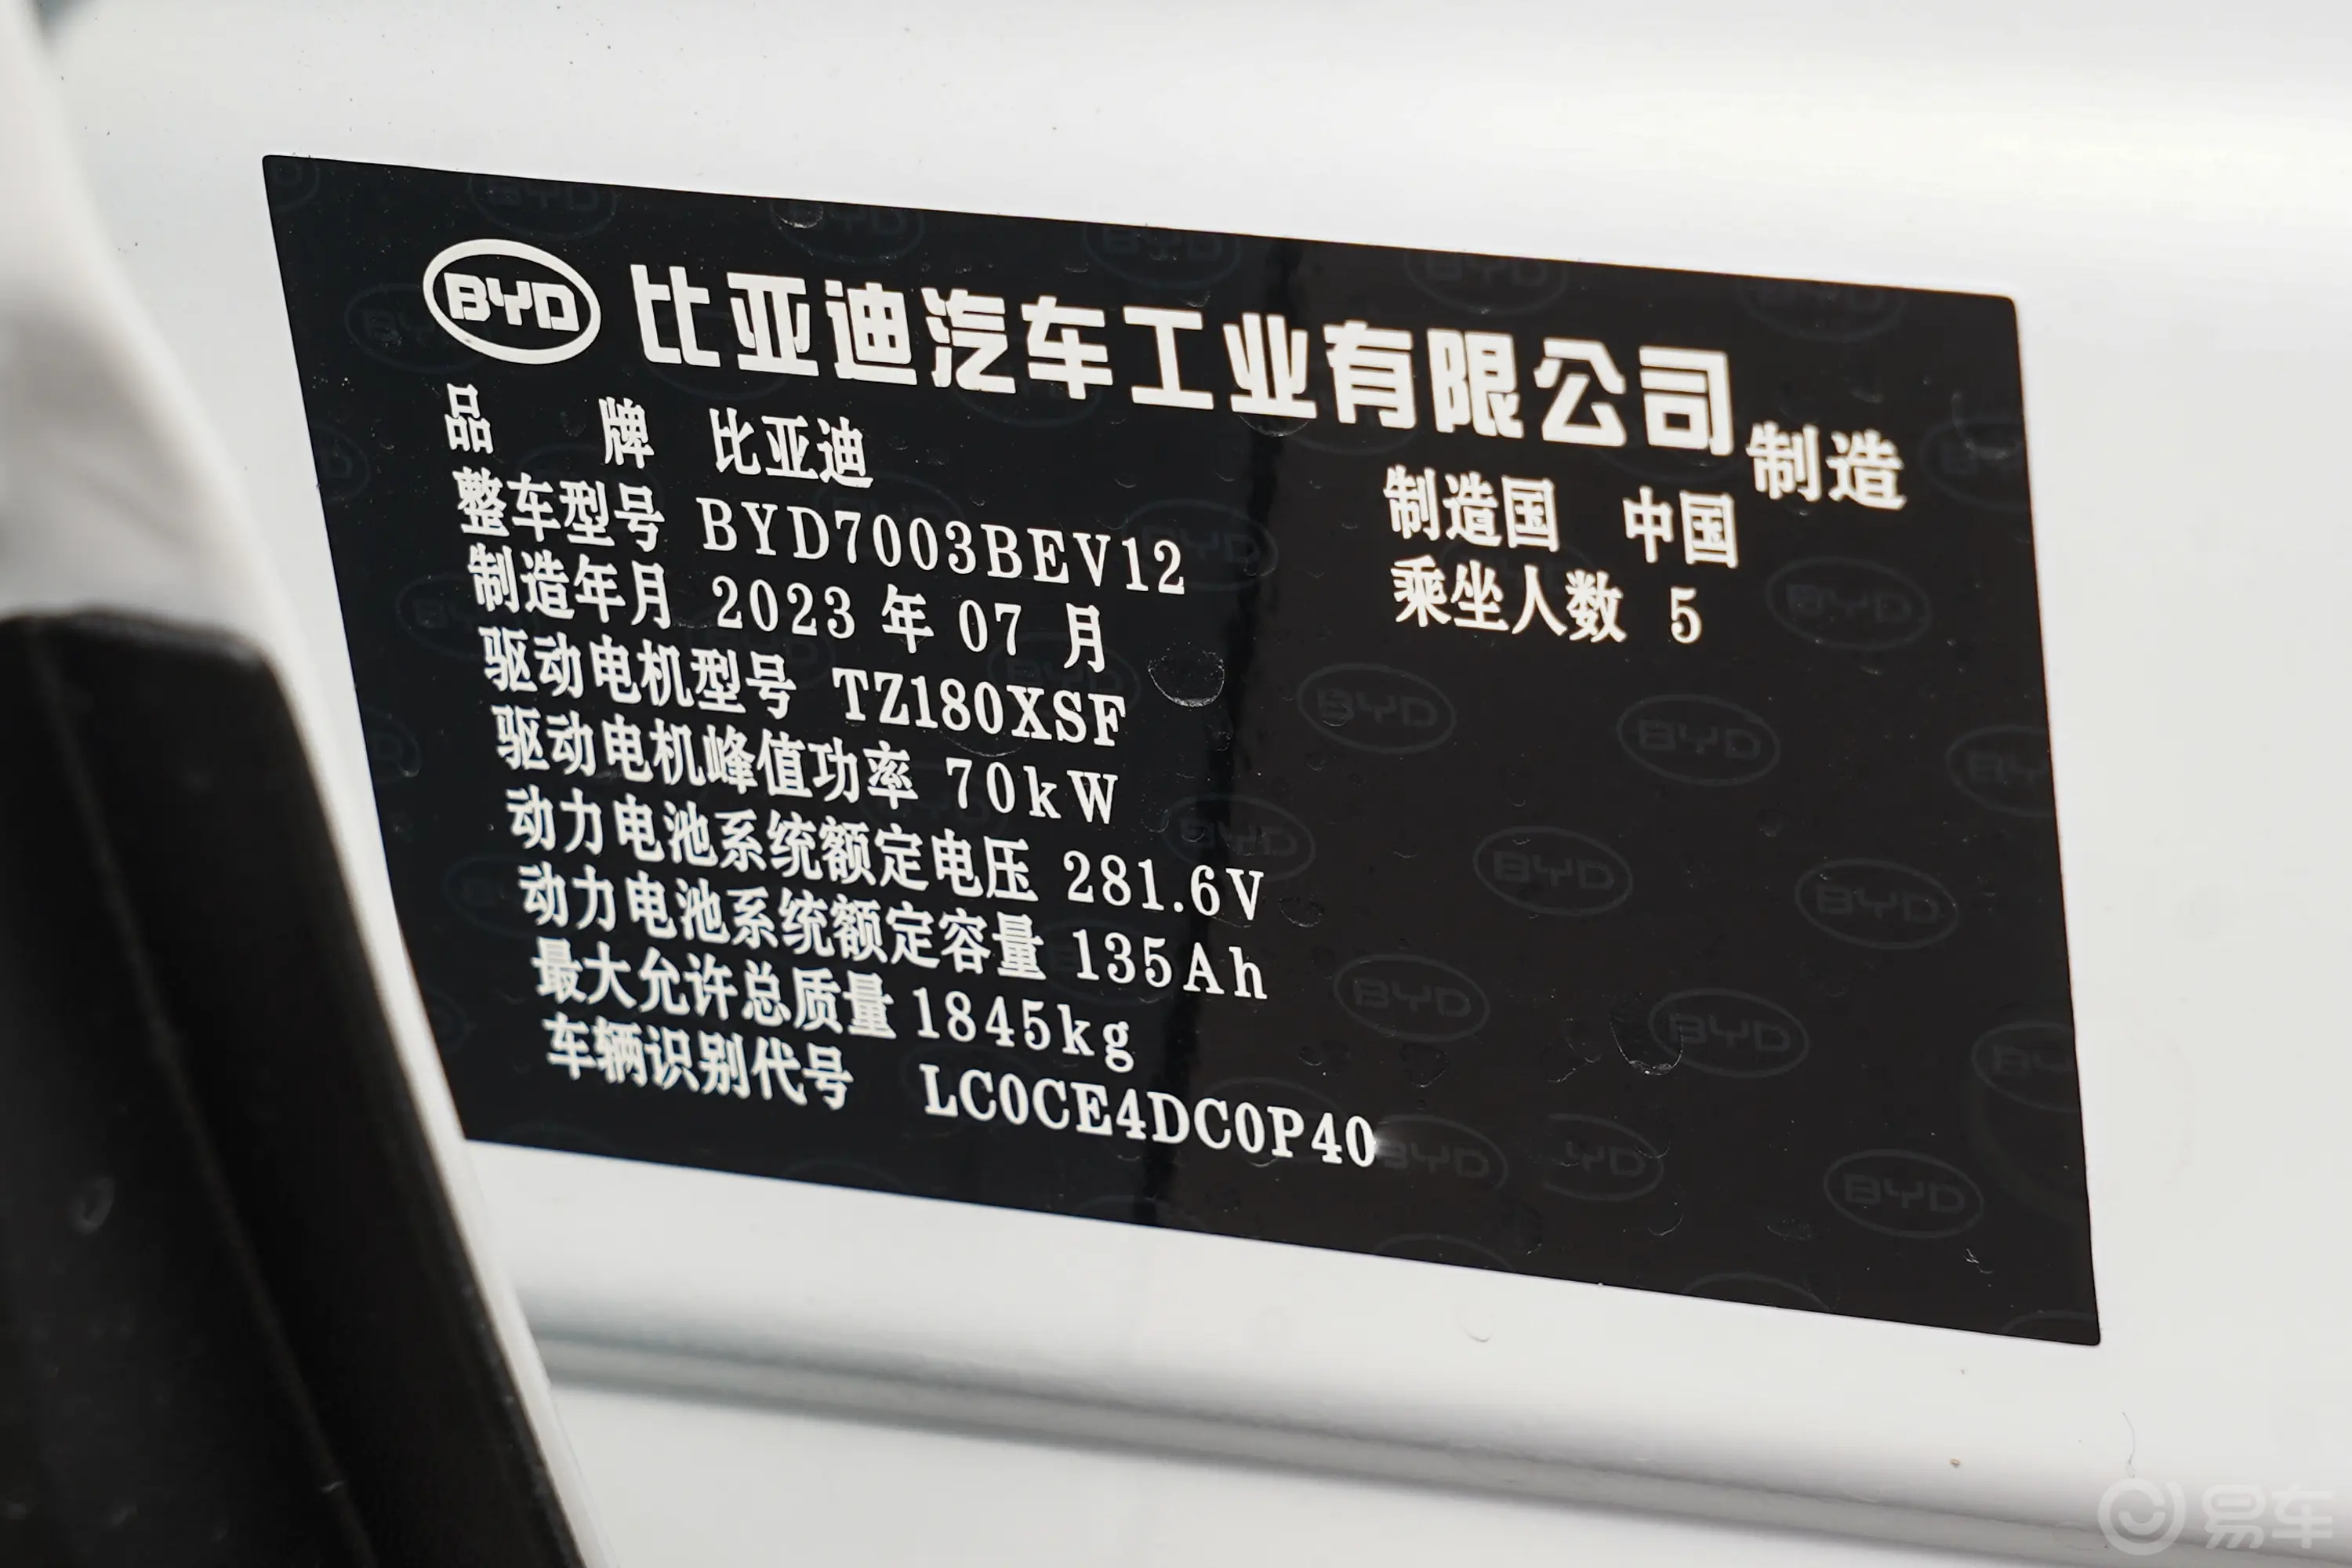 BYD 比亚迪汽车工业有限公司 制造
品 牌 比亚迪 制造国 中国
整车型号 BYD7003BEV12 乘坐人数 5
制造年月 2023 年 07 月
驱动电机型号 TZ180XSF
驱动电机峰值功率 70kW
动力电池系统额定电压 281.6V
动力电池系统额定容量 135Ah
最大允许总质量 1845kg
车辆识别代号 LC0CE4DC0P40
易车